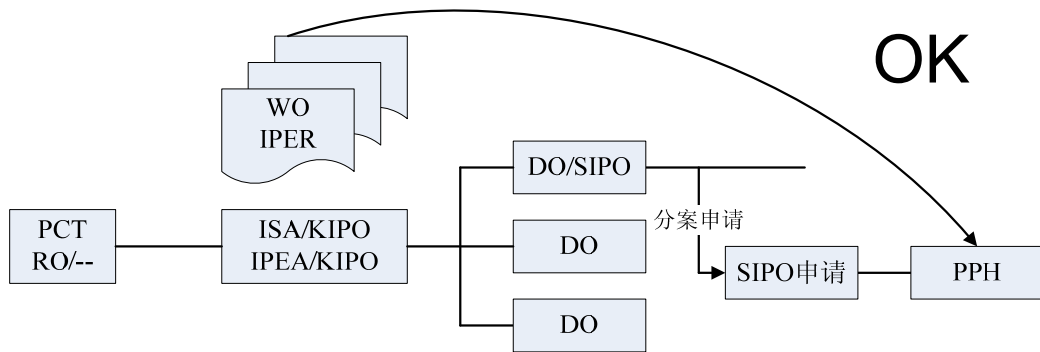 OK
WO
IPER
DO/SIPO
分案申请
PCT
RO/--
ISA/KIPO
IPEA/KIPO
DO
SIPO申请
PPH
DO